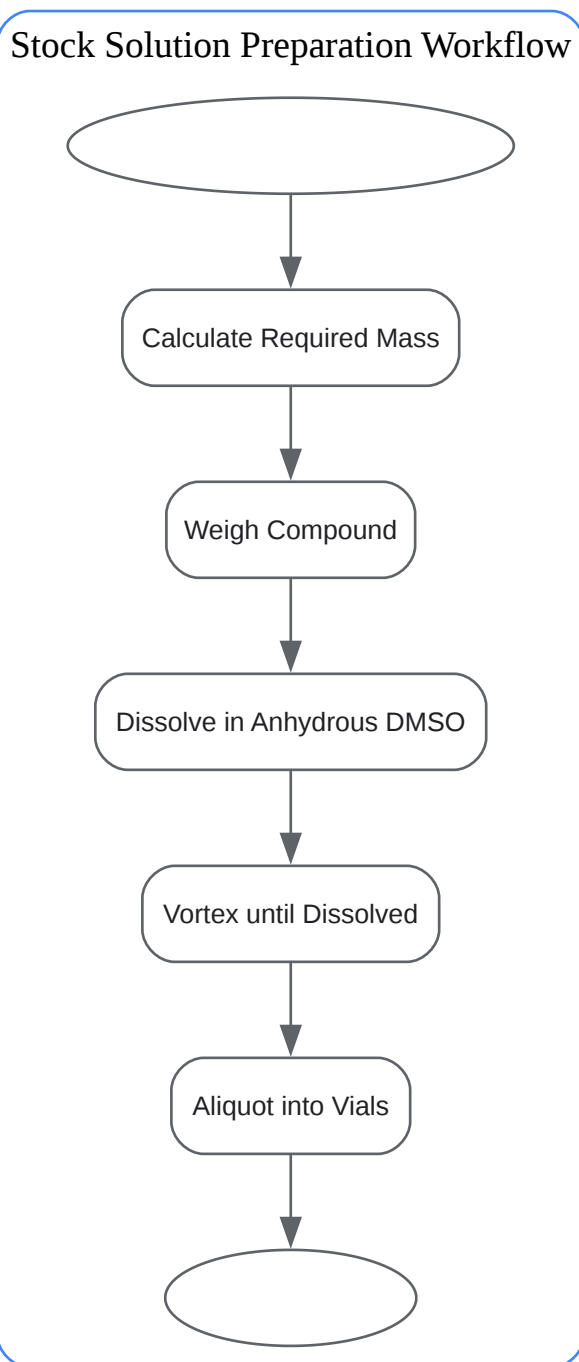 Stock Solution Preparation Workflow
Calculate Required Mass
Weigh Compound
Dissolve in Anhydrous DMSO
Vortex until Dissolved
Aliquot into Vials